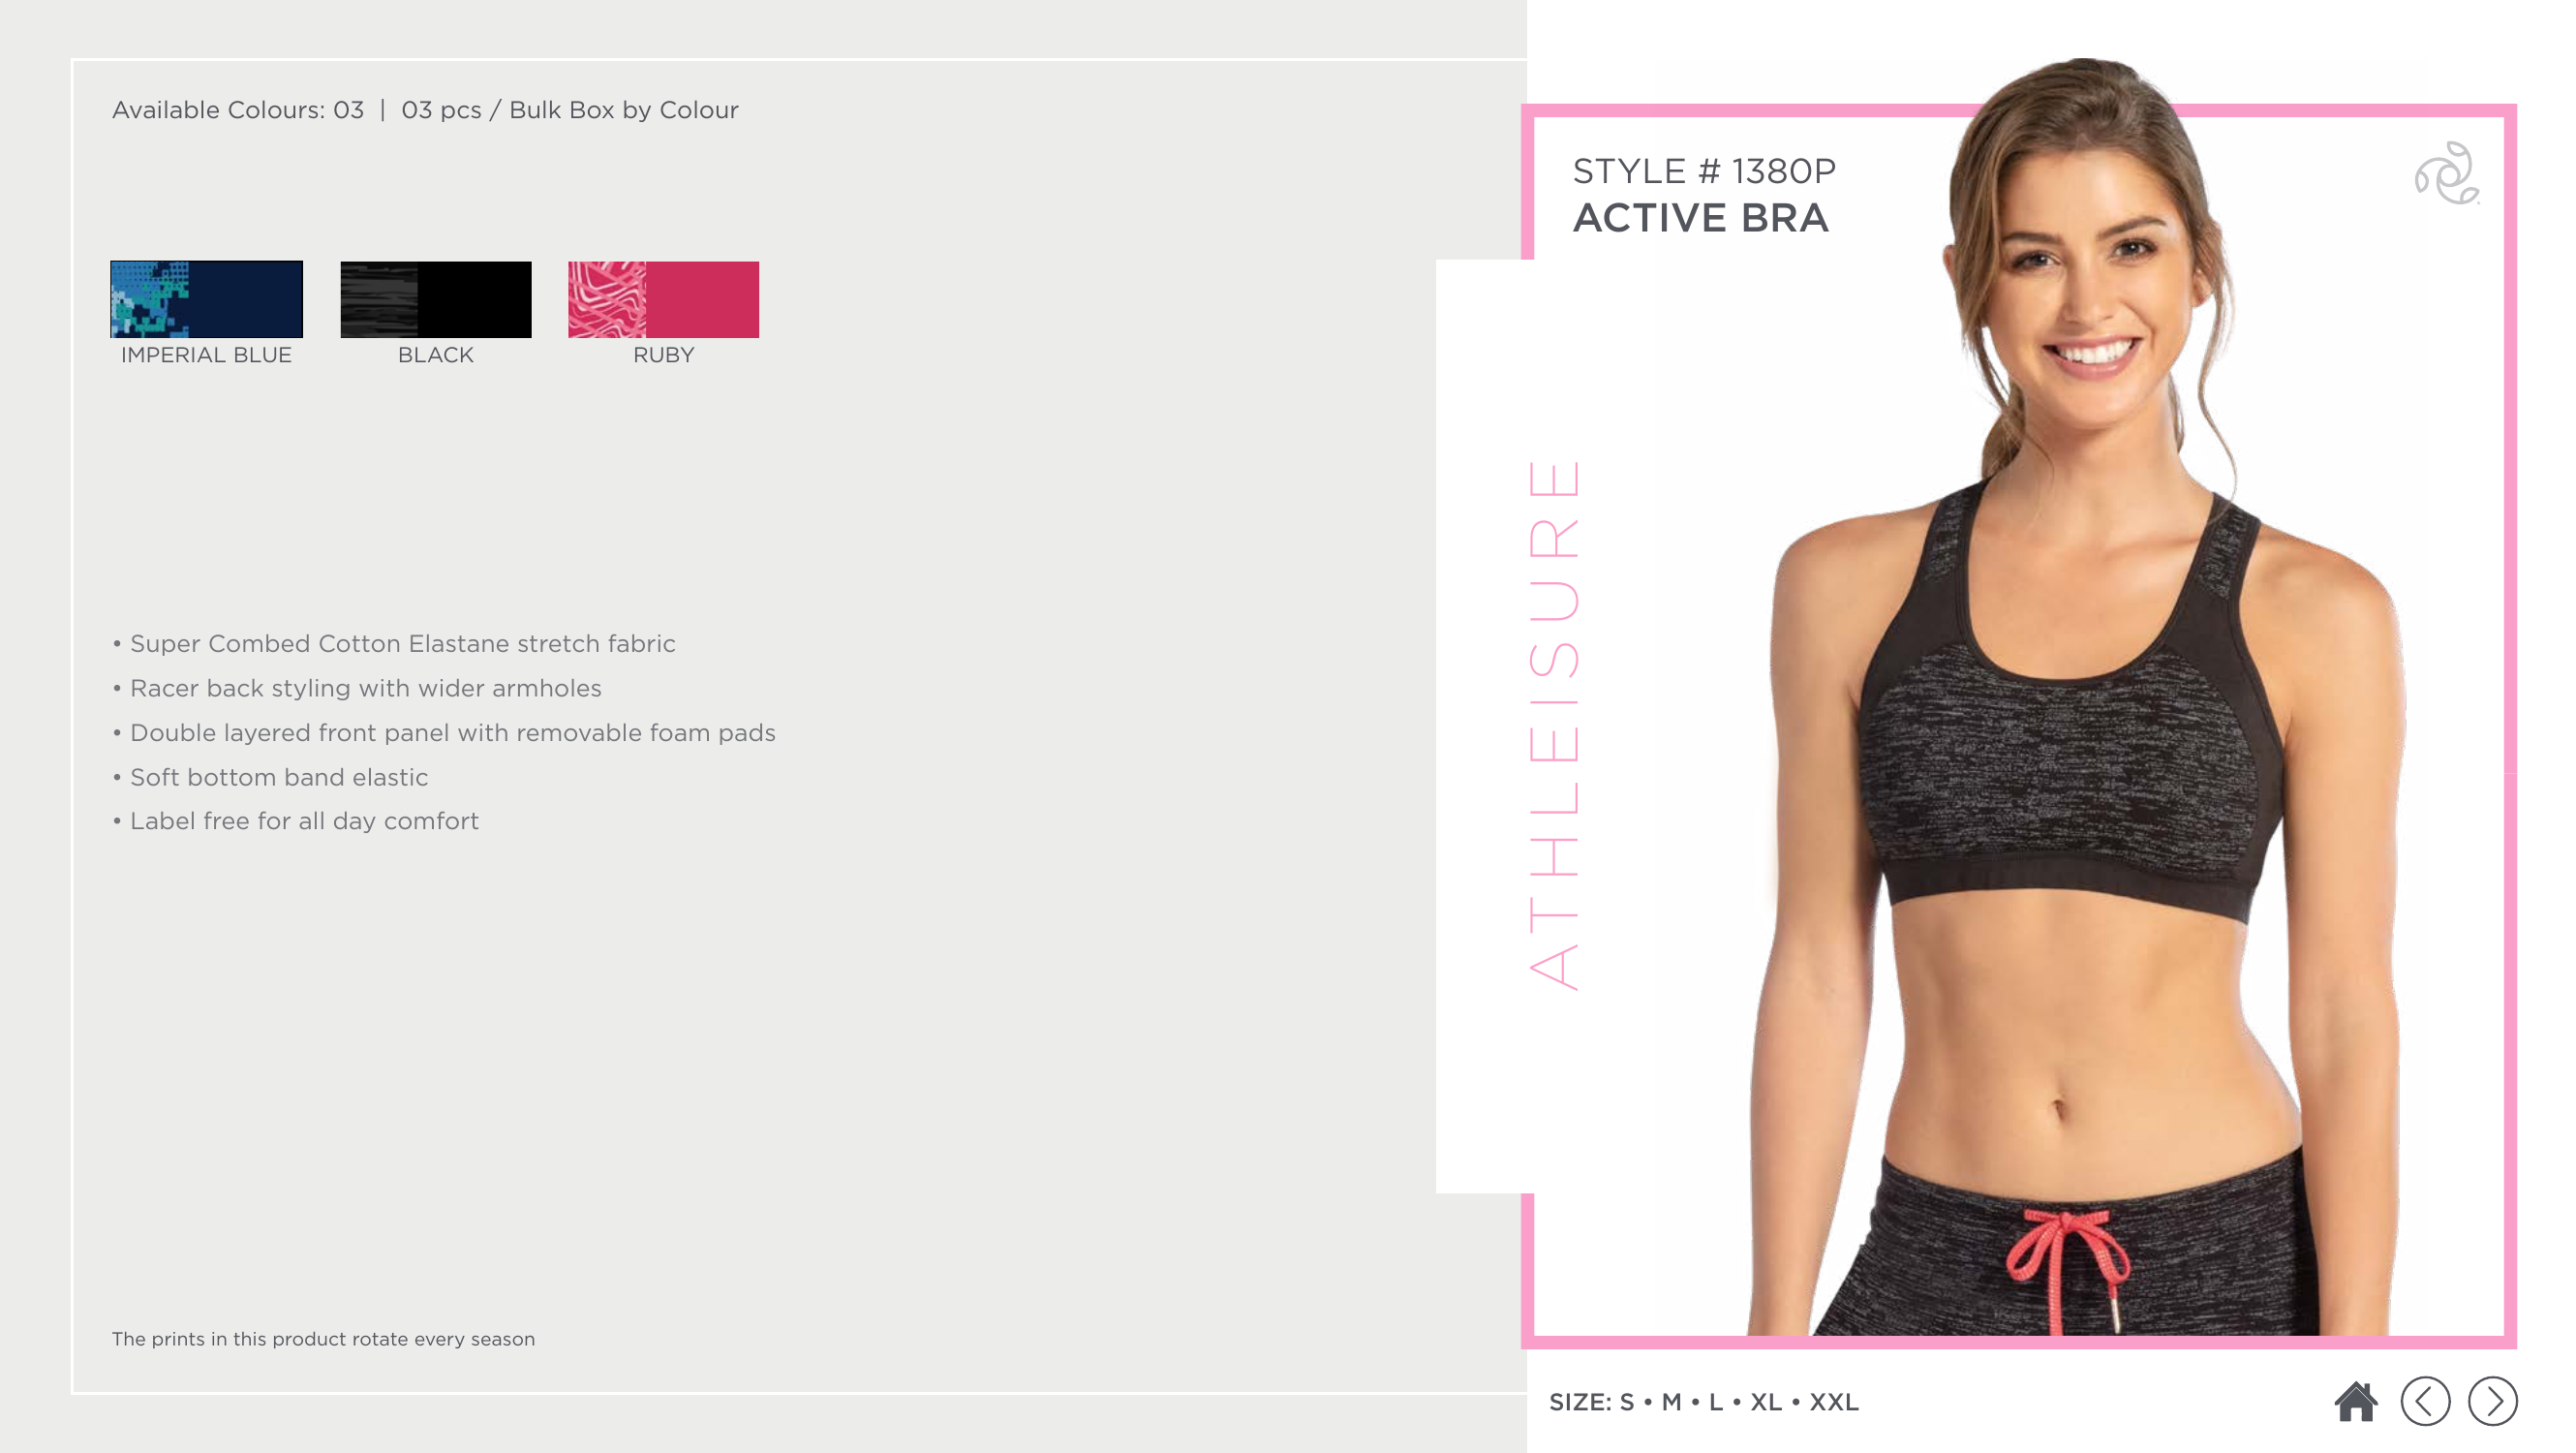 Available Colours: 03 | 03 pcs / Bulk Box by Colour
IMPERIAL BLUE
BLACK
RUBY
• Super Combed Cotton Elastane stretch fabric
• Racer back styling with wider armholes
• Double layered front panel with removable foam pads
• Soft bottom band elastic
• Label free for all day comfort
The prints in this product rotate every season
STYLE # 1380P
ACTIVE BRA
ATHLEISURE
SIZE: S • M • L • XL • XXL